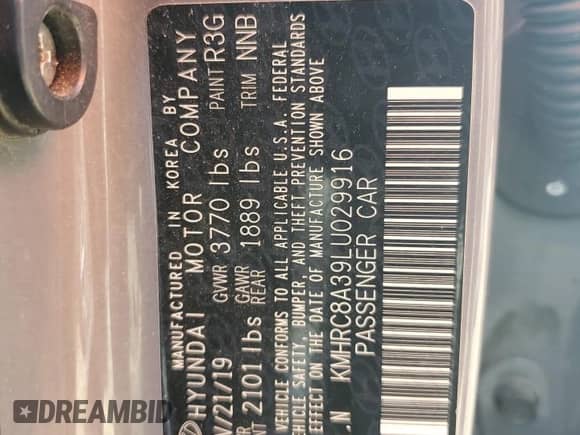 MANUFACTURED IN KOREA BY
HYUNDAI MOTOR COMPANY
/21/19 GVWR 3770 lbs PAINT R3G
2101 lbs GAWR REAR 1889 lbs TRIM NNB
VEHICLE CONFORMS TO ALL APPLICABLE U.S.A. FEDERAL
VEHICLE SAFETY, BUMPER, AND THEFT PREVENTION STANDARDS
EFFECT ON THE DATE OF MANUFACTURE SHOWN ABOVE
.N KMHRC8A39LU029916
PASSENGER CAR
DREAMBID